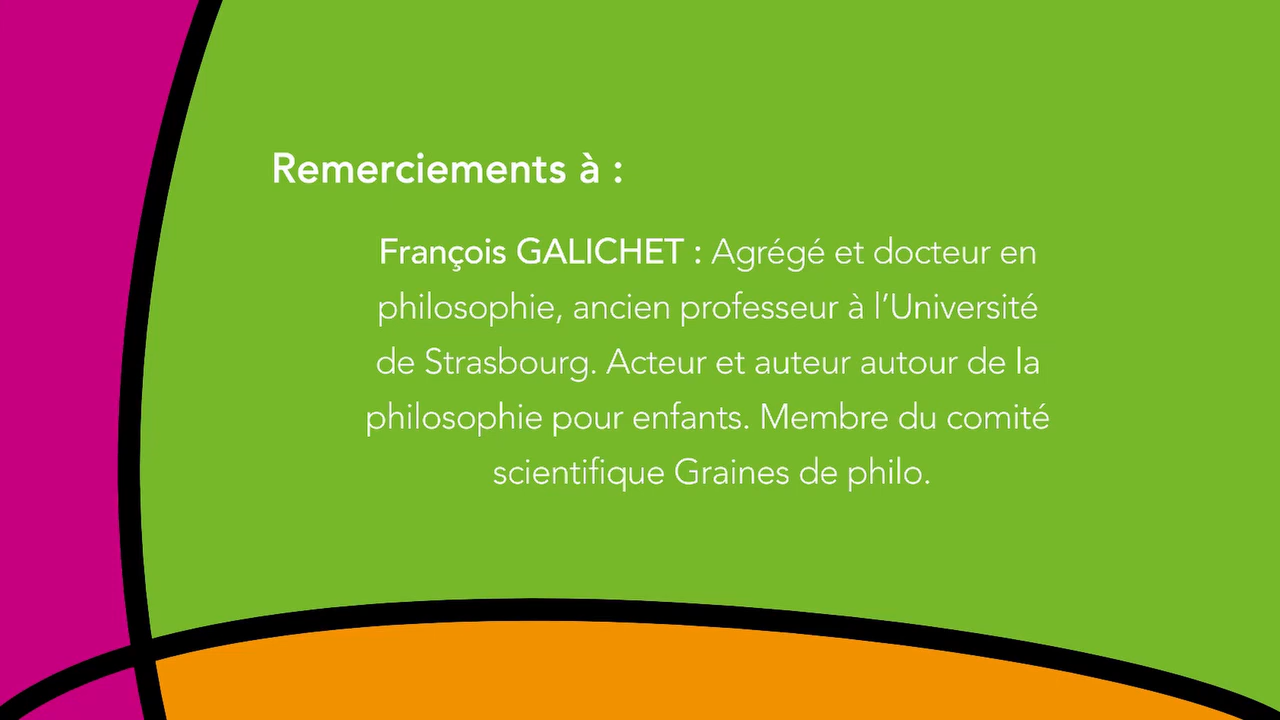 Remerciements à :
François GALICHET : Agrégé et docteur en
philosophie, ancien professeur à l’Université
de Strasbourg. Acteur et auteur autour de la
philosophie pour enfants. Membre du comité
scientifique Graines de philo.